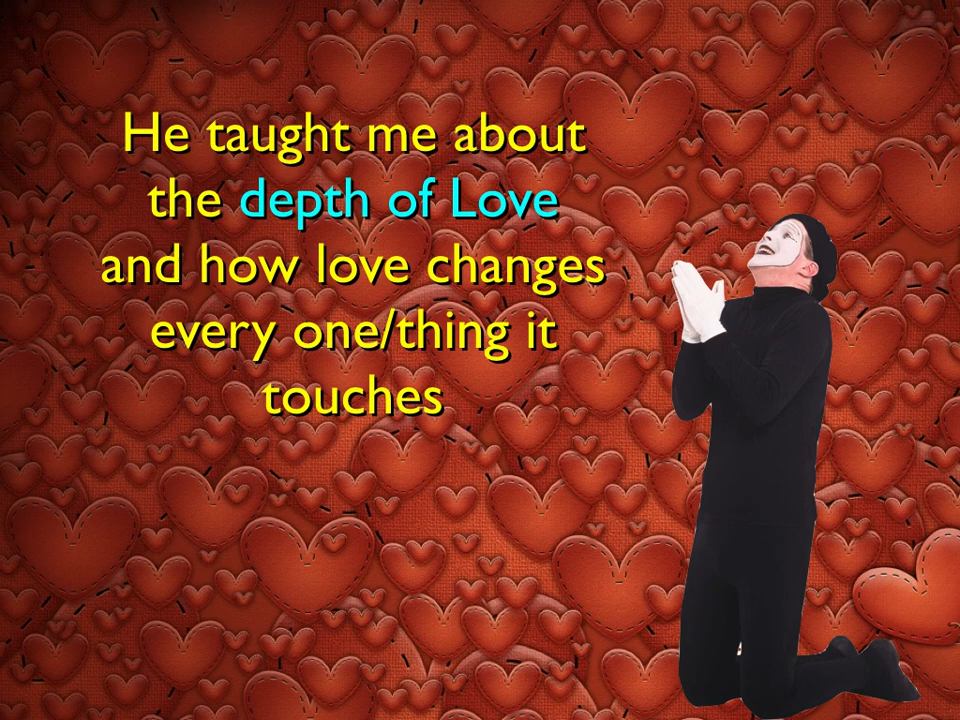 He taught me about
the depth of Love
and how love changes
every one/thing it
touches